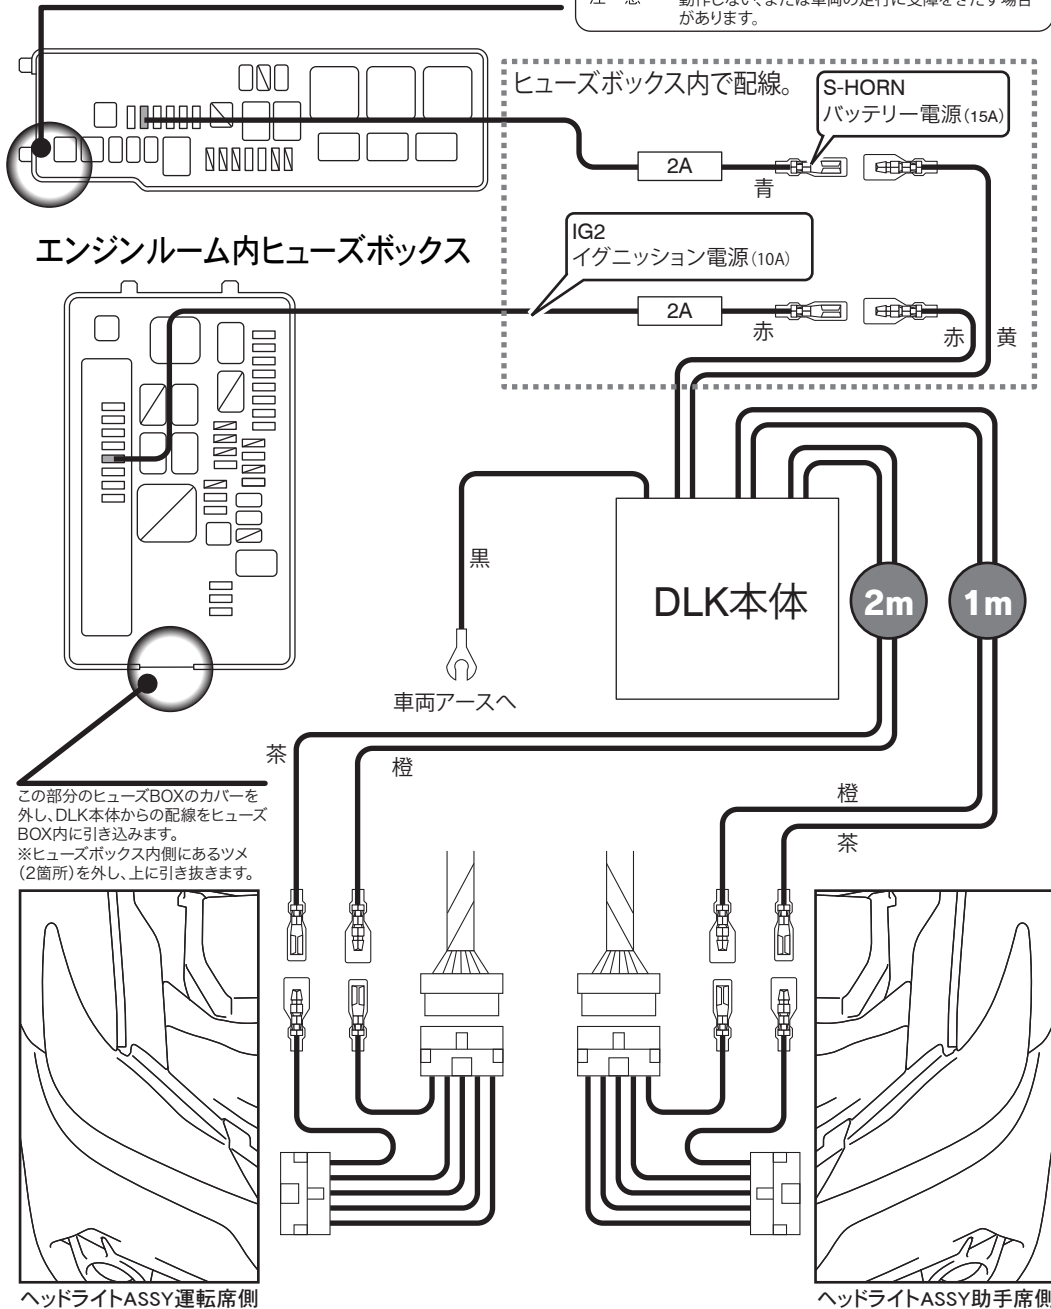 注　意
動作しない、または車両の走行に支障をきたす場合
があります。
ヒューズボックス内で配線。
S-HORN
バッテリー電源(15A)
2A
青
エンジンルーム内ヒューズボックス
IG2
イグニッション電源(10A)
2A
赤
赤
黄
黒
DLK本体
2m
1m
車両アースへ
茶
橙
橙
茶
この部分のヒューズBOXのカバーを
外し、DLK本体からの配線をヒューズ
BOX内に引き込みます。
※ヒューズボックス内側にあるツメ
（2箇所）を外し、上に引き抜きます。
ヘッドライトASSY運転席側
ヘッドライトASSY助手席側